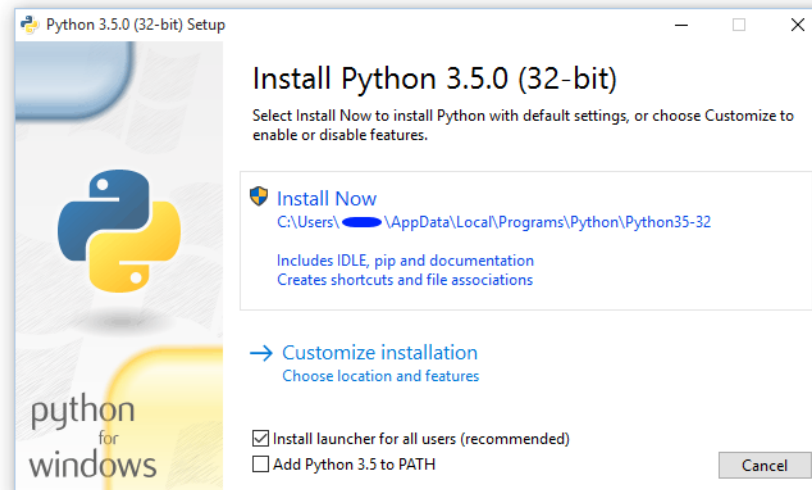 Python 3.5.0 (32-bit) Setup
Install Python 3.5.0 (32-bit)
Select Install Now to install Python with default settings, or choose Customize to
enable or disable features.
Install Now
C:\Users\ \AppData\Local\Programs\Python\Python35-32
Includes IDLE, pip and documentation
Creates shortcuts and file associations
Customize installation
Choose location and features
python
for
windows
Install launcher for all users (recommended)
Add Python 3.5 to PATH
Cancel